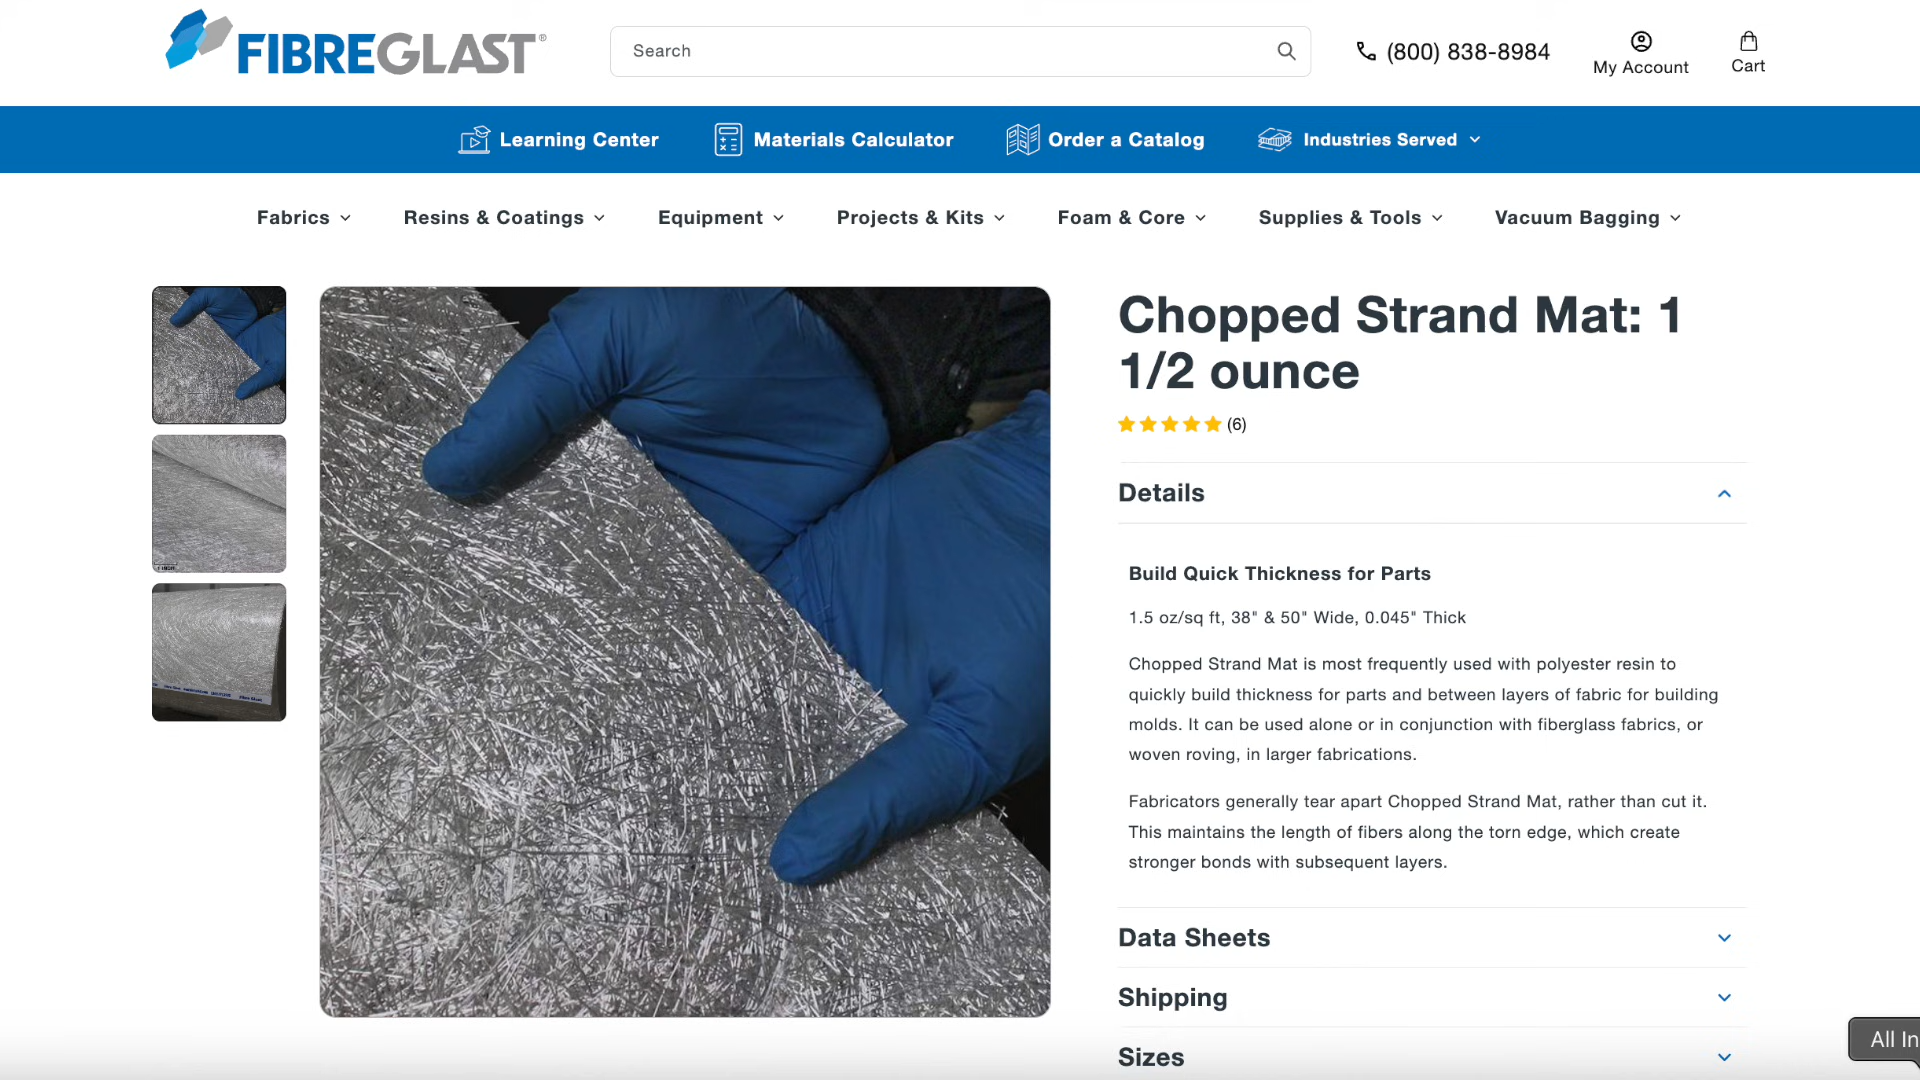 FIBREGLAST®
Search
(800) 838-8984
My Account
Cart
Learning Center
Materials Calculator
Order a Catalog
Industries Served
Fabrics
Resins & Coatings
Equipment
Projects & Kits
Foam & Core
Supplies & Tools
Vacuum Bagging
Chopped Strand Mat: 1
1/2 ounce
(6)
Details
Build Quick Thickness for Parts
1.5 oz/sq ft, 38" & 50" Wide, 0.045" Thick
Chopped Strand Mat is most frequently used with polyester resin to
quickly build thickness for parts and between layers of fabric for building
molds. It can be used alone or in conjunction with fiberglass fabrics, or
woven roving, in larger fabrications.
Fabricators generally tear apart Chopped Strand Mat, rather than cut it.
This maintains the length of fibers along the torn edge, which create
stronger bonds with subsequent layers.
Data Sheets
Shipping
Sizes
All In